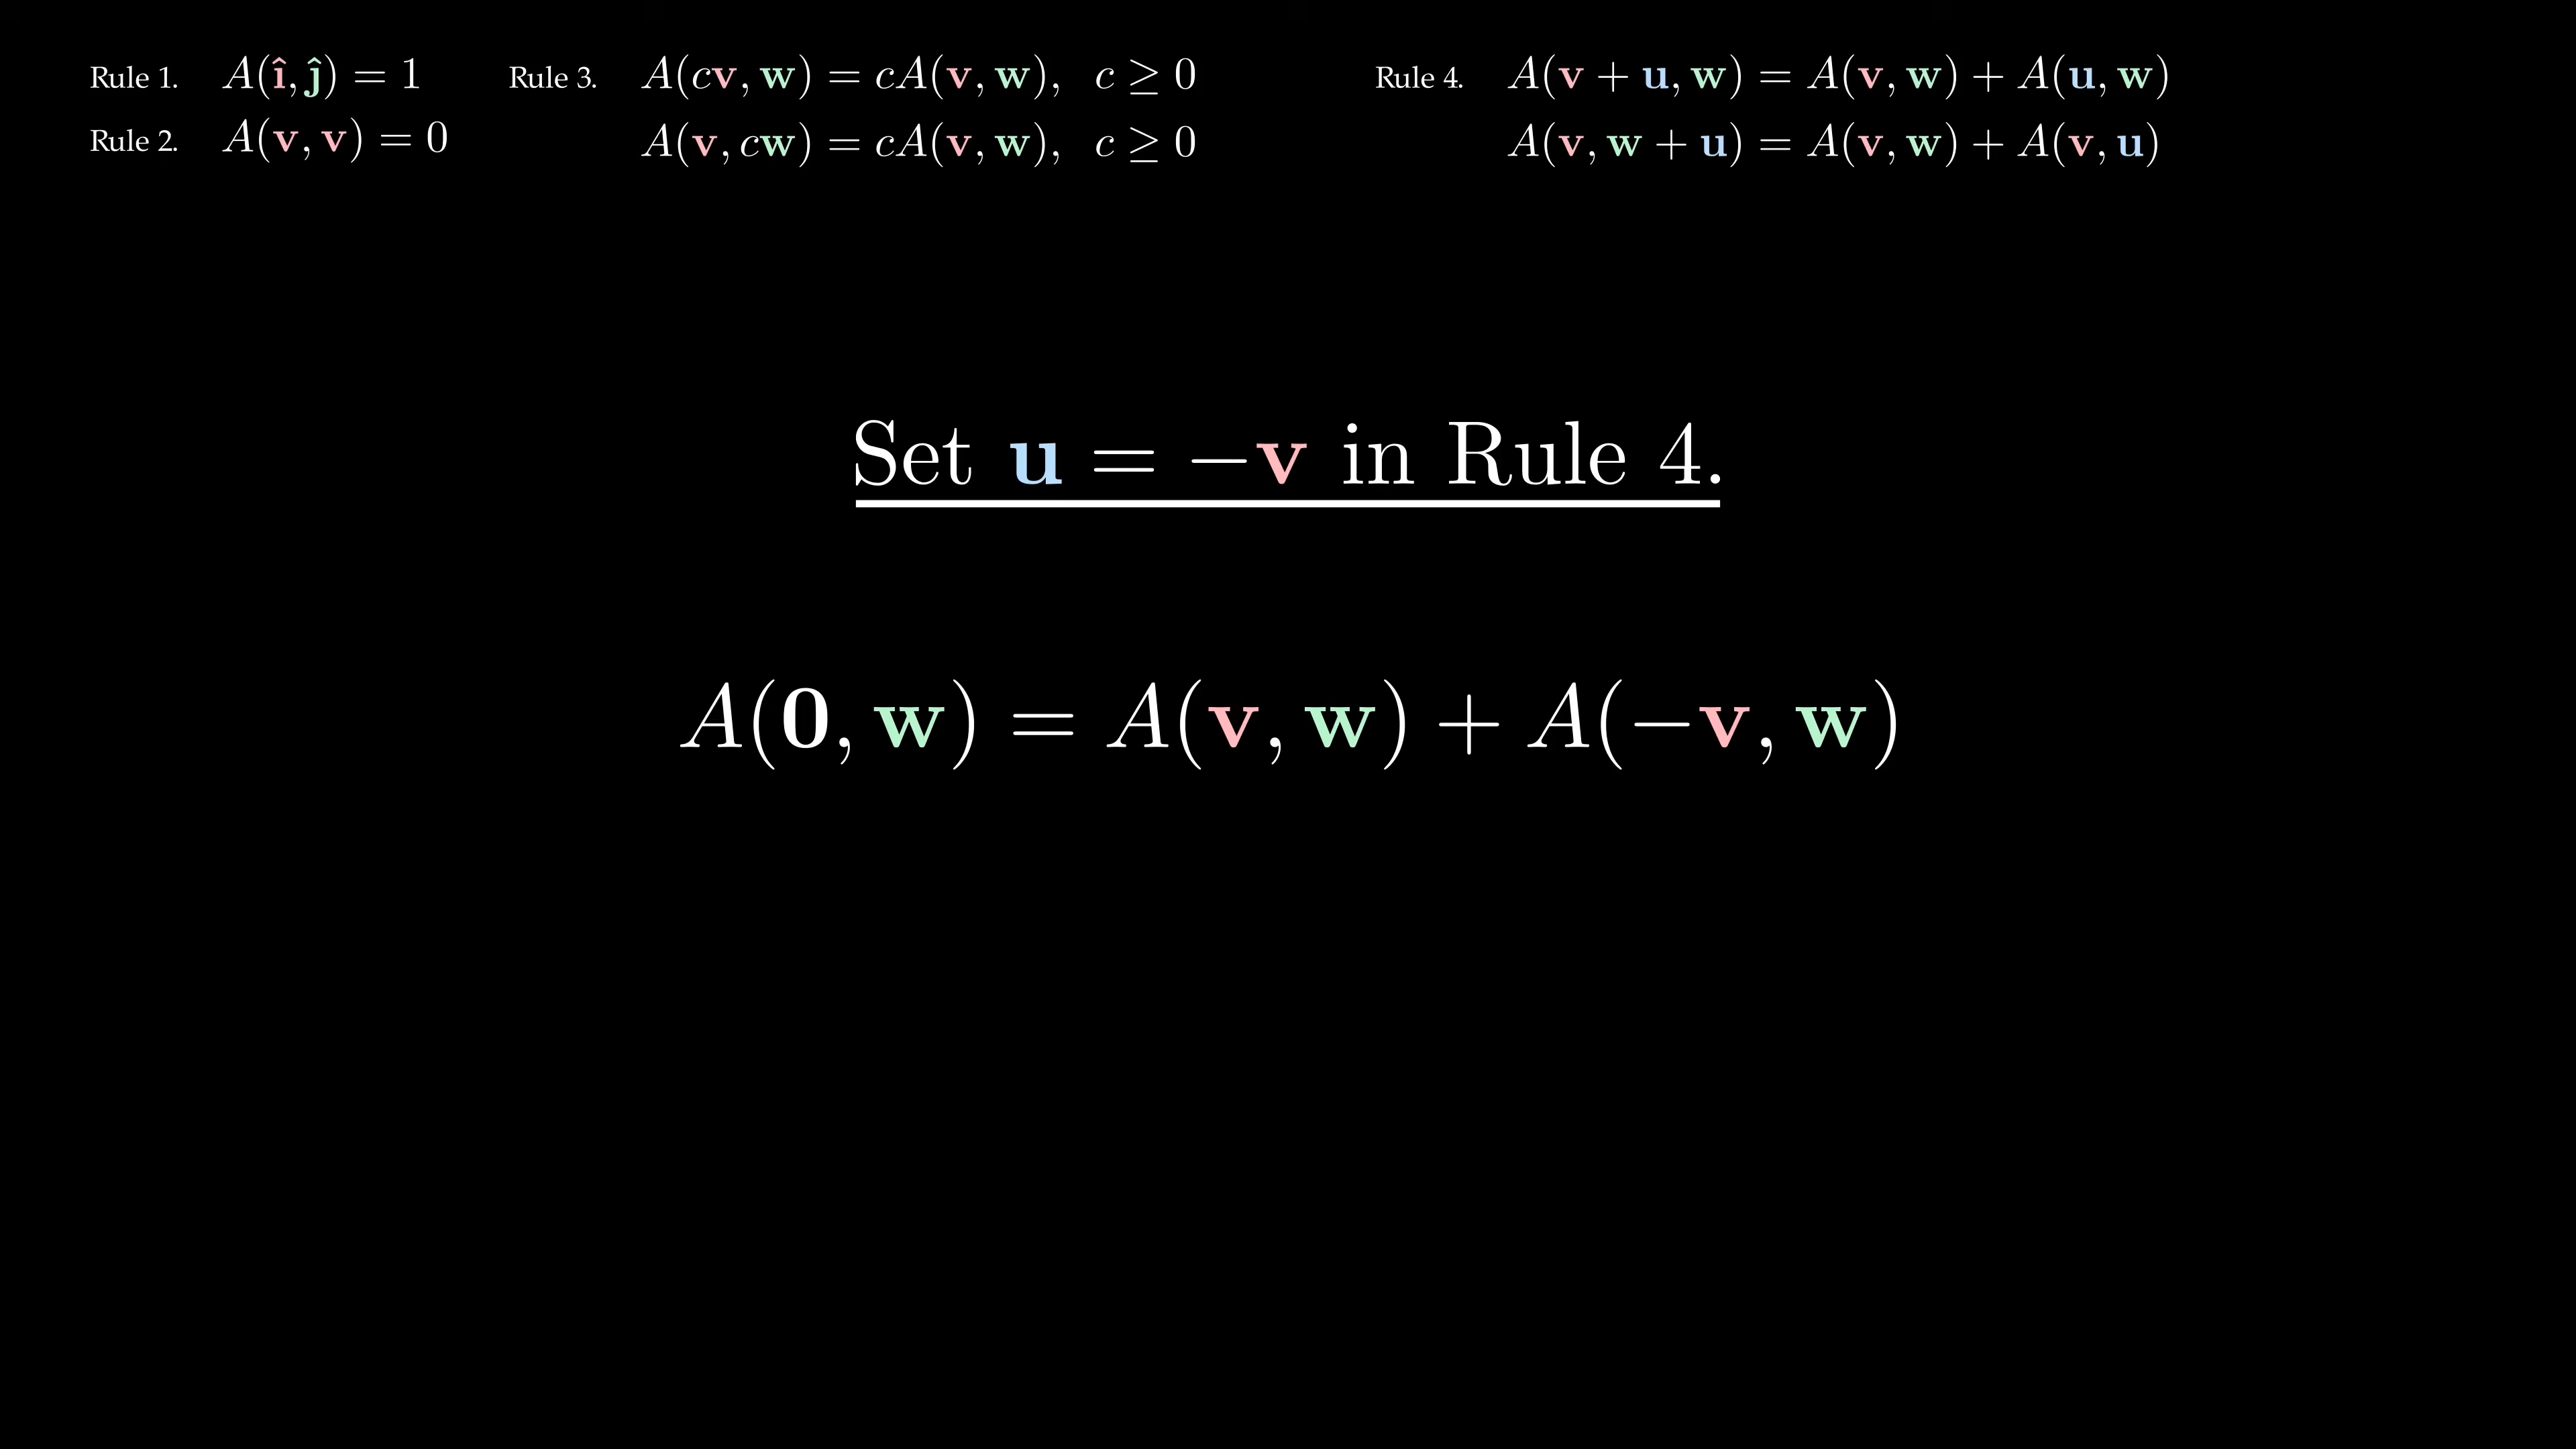 Rule 1. A(î, ĵ) = 1
Rule 2. A(v, v) = 0
Rule 3. A(cv, w) = cA(v, w), c ≥ 0
A(v, cw) = cA(v, w), c ≥ 0
Rule 4. A(v + u, w) = A(v, w) + A(u, w)
A(v, w + u) = A(v, w) + A(v, u)
Set u = −v in Rule 4.
A(0, w) = A(v, w) + A(−v, w)